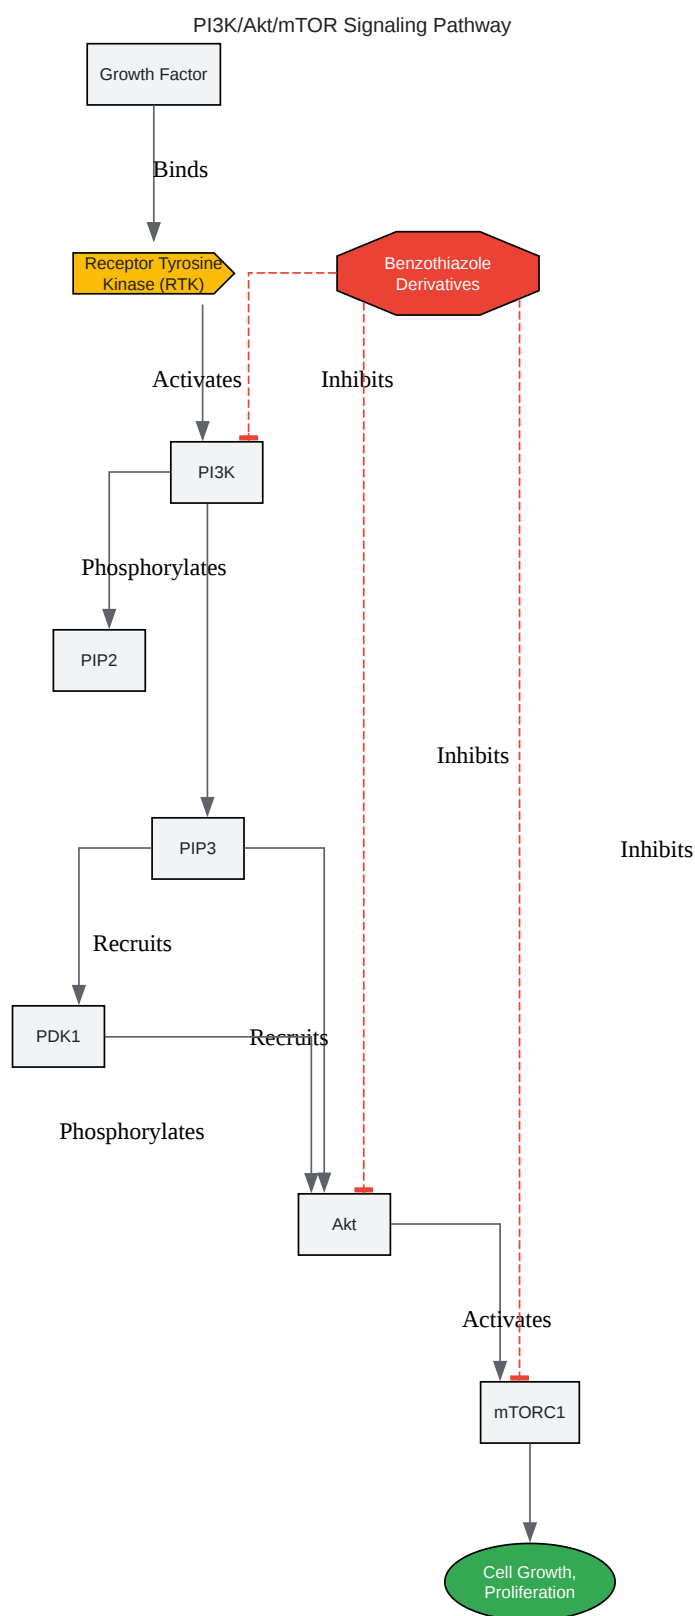 PI3K/Akt/mTOR Signaling Pathway
Growth Factor
Binds
Receptor Tyrosine
Kinase (RTK)
Benzothiazole
Derivatives
Activates
Inhibits
PI3K
Phosphorylates
PIP2
Inhibits
PIP3
Inhibits
Recruits
PDK1
Recruits
Phosphorylates
Akt
Activates
mTORC1
Cell Growth,
Proliferation